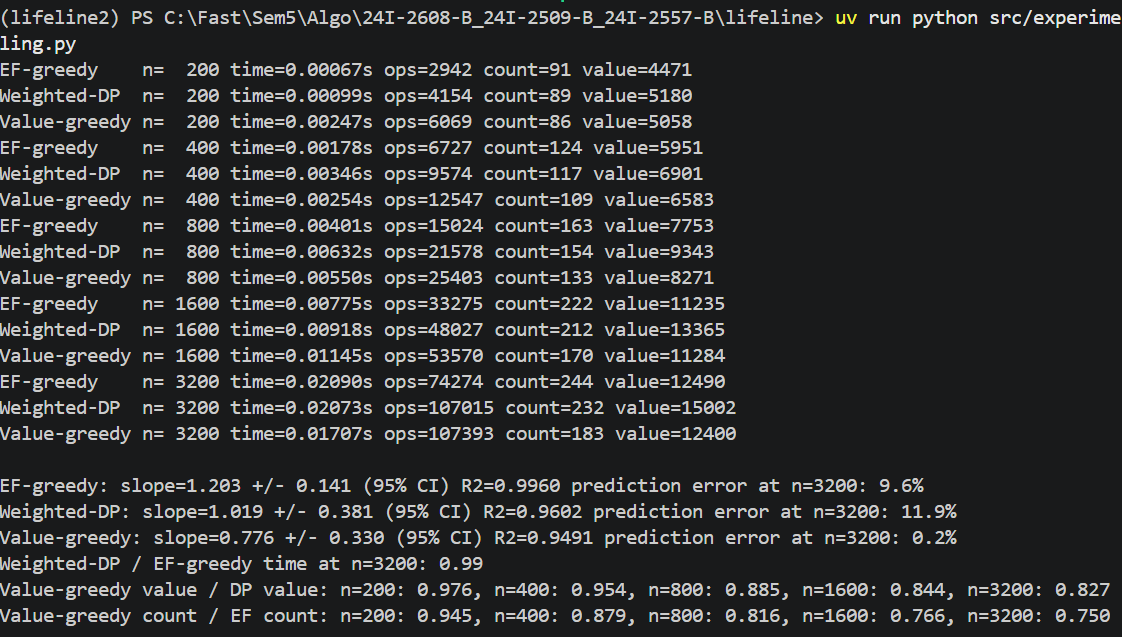 (lifeline2) PS C:\Fast\Sem5\Algo\24I-2608-B_24I-2509-B_24I-2557-B\lifeline> uv run python src/experime
ling.py
EF-greedy    n=  200 time=0.00067s ops=2942 count=91 value=4471
Weighted-DP  n=  200 time=0.00099s ops=4154 count=89 value=5180
Value-greedy n=  200 time=0.00247s ops=6069 count=86 value=5058
EF-greedy    n=  400 time=0.00178s ops=6727 count=124 value=5951
Weighted-DP  n=  400 time=0.00346s ops=9574 count=117 value=6901
Value-greedy n=  400 time=0.00254s ops=12547 count=109 value=6583
EF-greedy    n=  800 time=0.00401s ops=15024 count=163 value=7753
Weighted-DP  n=  800 time=0.00632s ops=21578 count=154 value=9343
Value-greedy n=  800 time=0.00550s ops=25403 count=133 value=8271
EF-greedy    n= 1600 time=0.00775s ops=33275 count=222 value=11235
Weighted-DP  n= 1600 time=0.00918s ops=48027 count=212 value=13365
Value-greedy n= 1600 time=0.01145s ops=53570 count=170 value=11284
EF-greedy    n= 3200 time=0.02090s ops=74274 count=244 value=12490
Weighted-DP  n= 3200 time=0.02073s ops=107015 count=232 value=15002
Value-greedy n= 3200 time=0.01707s ops=107393 count=183 value=12400

EF-greedy: slope=1.203 +/- 0.141 (95% CI) R2=0.9960 prediction error at n=3200: 9.6%
Weighted-DP: slope=1.019 +/- 0.381 (95% CI) R2=0.9602 prediction error at n=3200: 11.9%
Value-greedy: slope=0.776 +/- 0.330 (95% CI) R2=0.9491 prediction error at n=3200: 0.2%
Weighted-DP / EF-greedy time at n=3200: 0.99
Value-greedy value / DP value: n=200: 0.976, n=400: 0.954, n=800: 0.885, n=1600: 0.844, n=3200: 0.827
Value-greedy count / EF count: n=200: 0.945, n=400: 0.879, n=800: 0.816, n=1600: 0.766, n=3200: 0.750